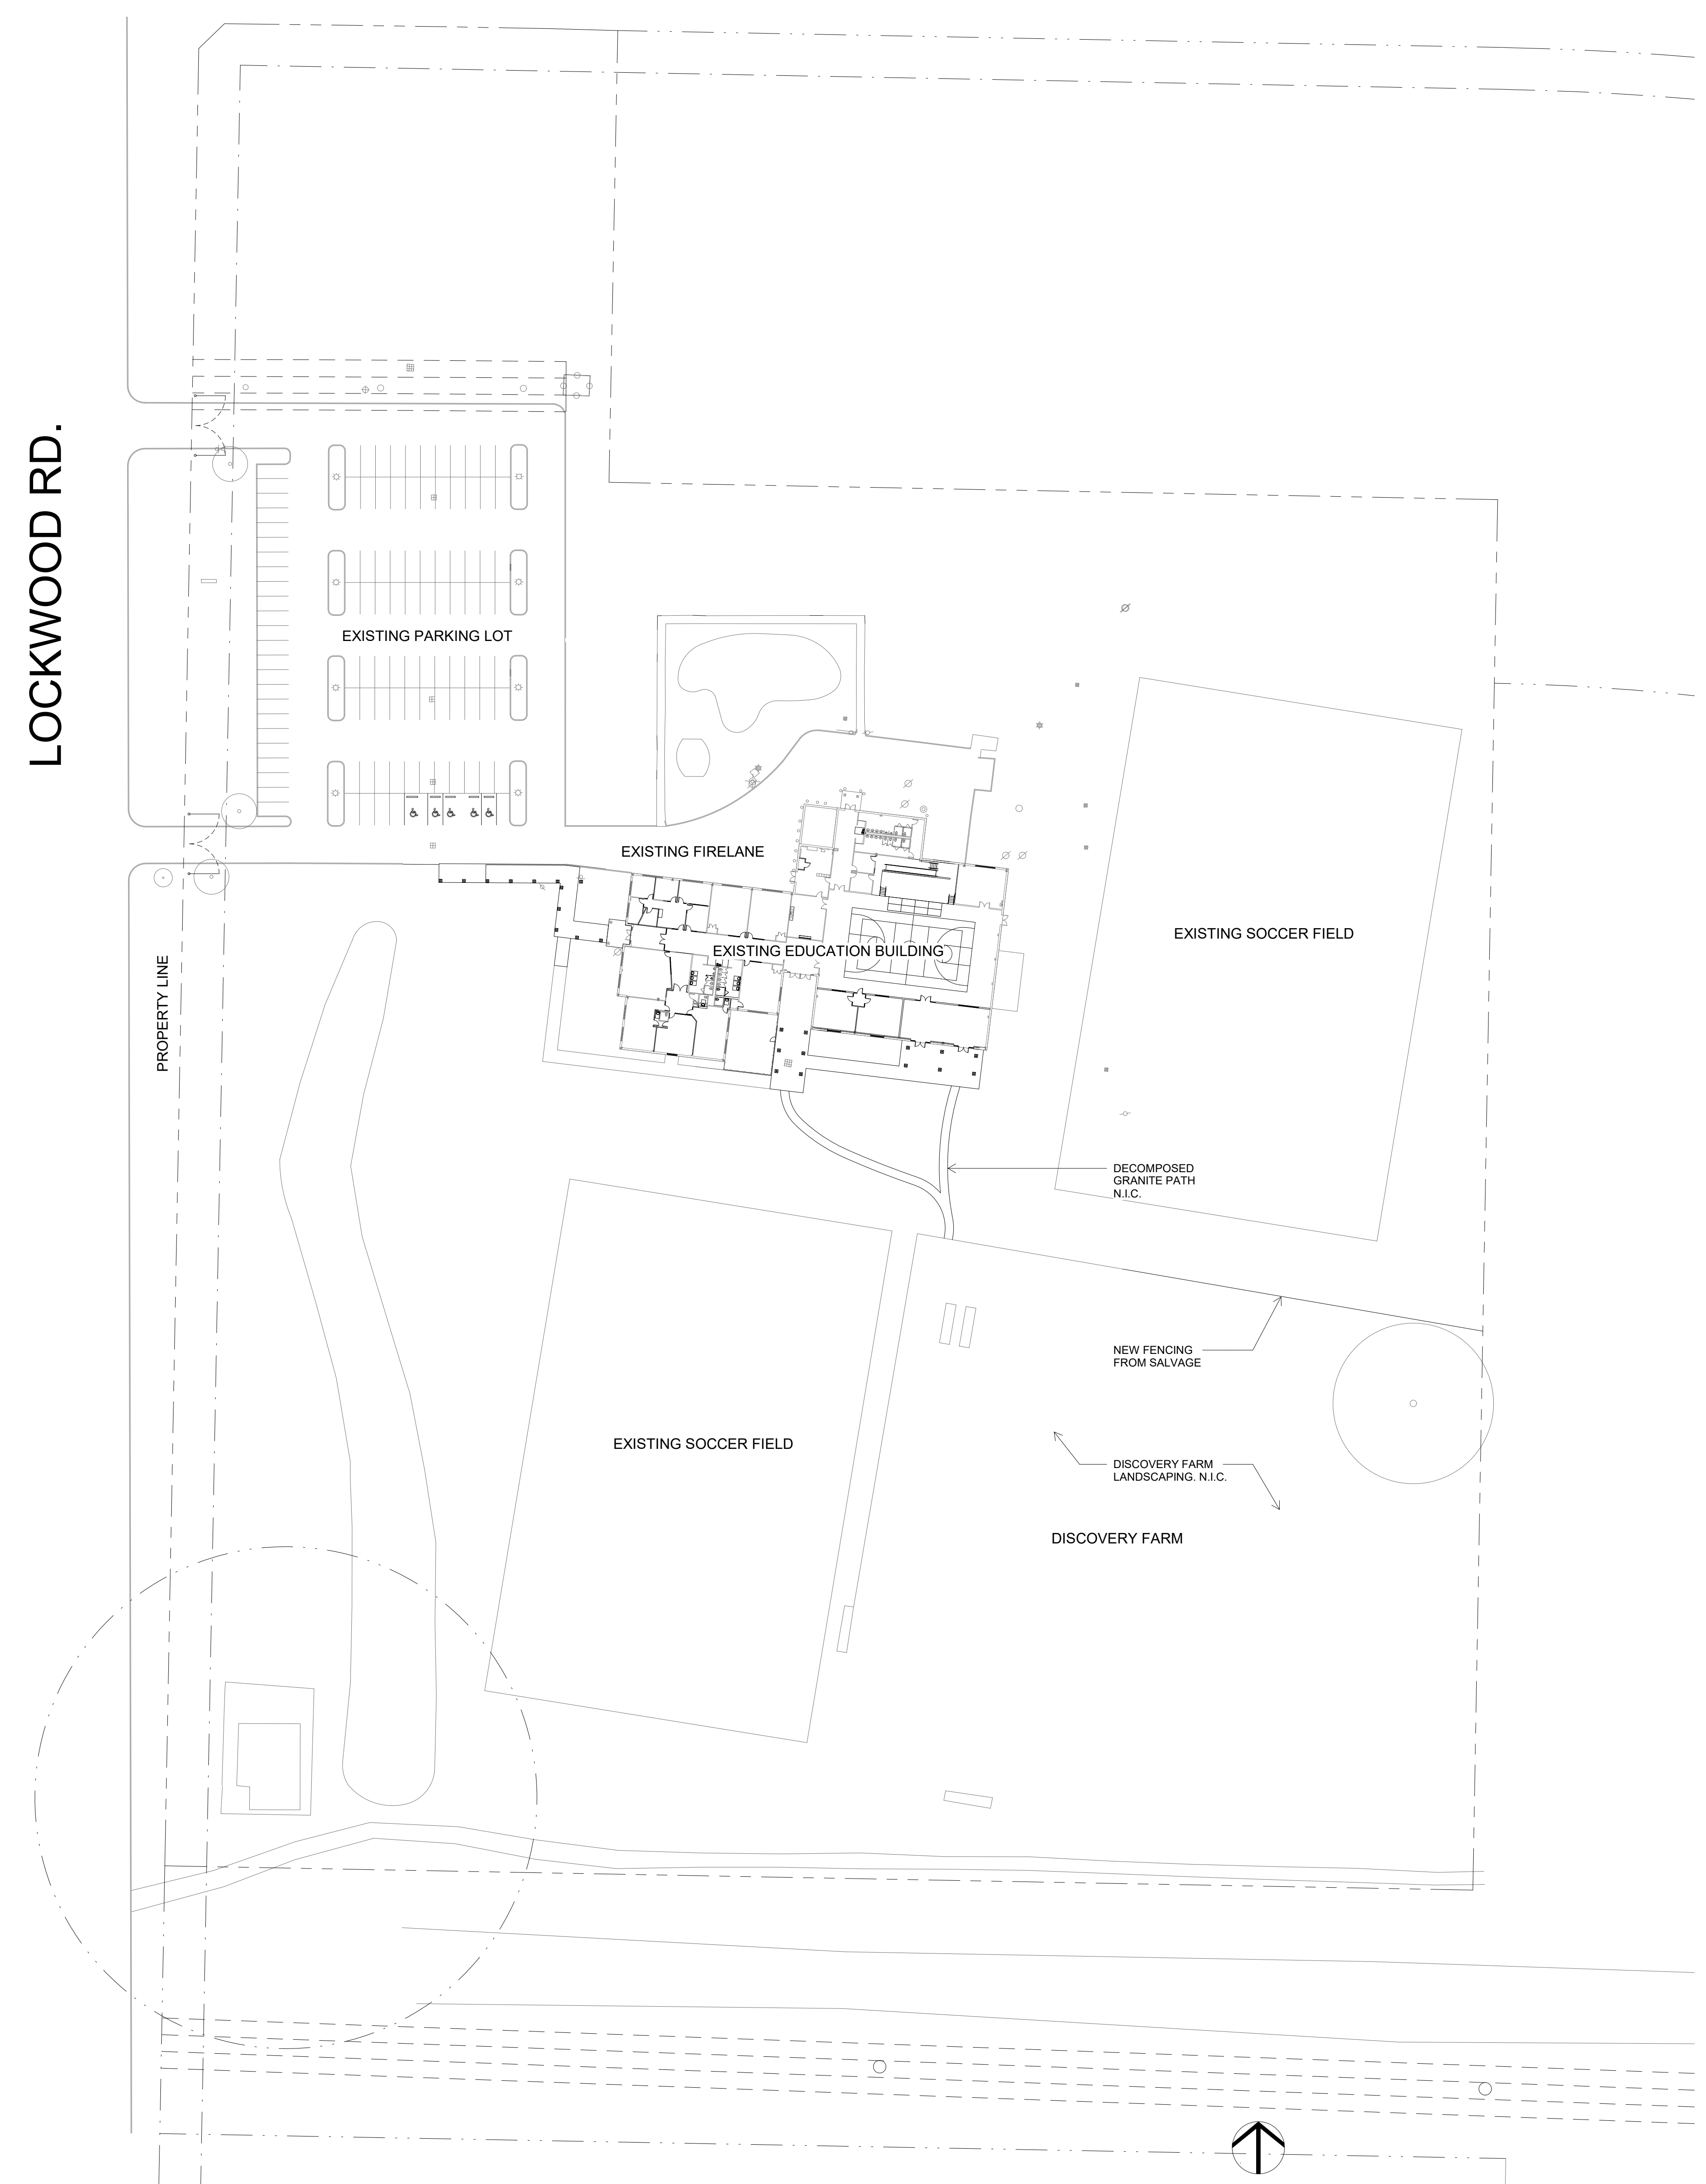 LOCKWOOD RD.
EXISTING PARKING LOT
EXISTING FIRELANE
EXISTING EDUCATION BUILDING
EXISTING SOCCER FIELD
PROPERTY LINE
DECOMPOSED
GRANITE PATH
N.I.C.
NEW FENCING
FROM SALVAGE
EXISTING SOCCER FIELD
DISCOVERY FARM
LANDSCAPING. N.I.C.
DISCOVERY FARM